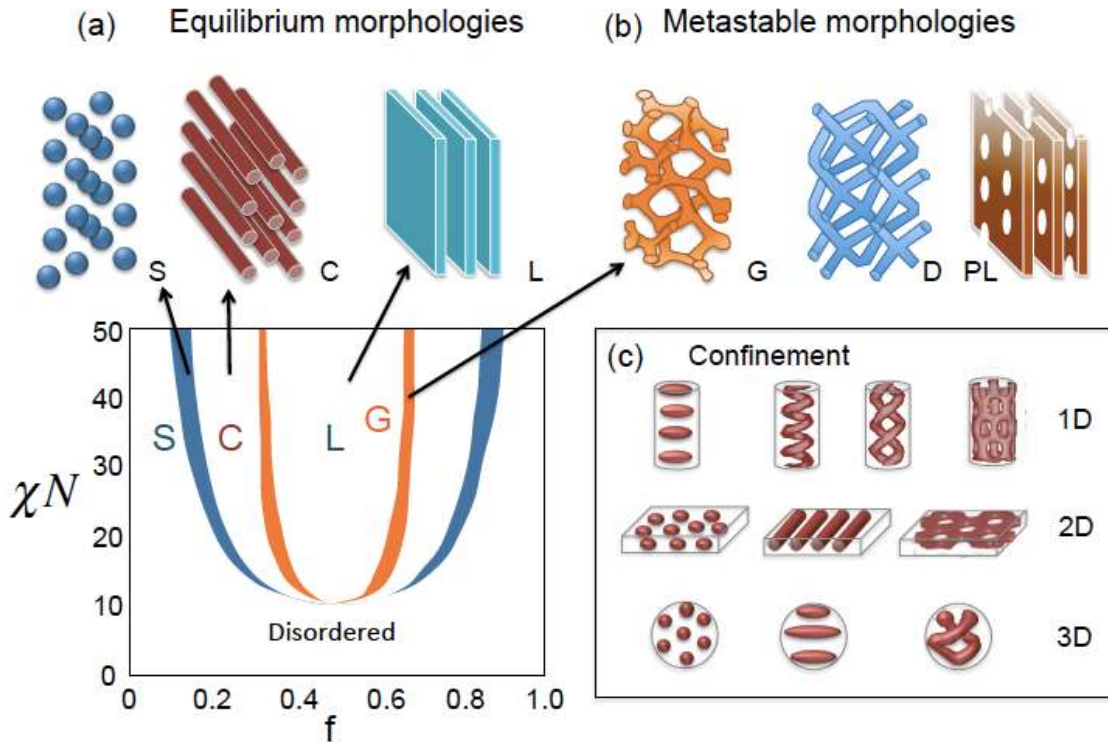 (a) Equilibrium morphologies
(b) Metastable morphologies
S
C
L
G
D
PL
50
40
30
20
10
0
χN
S
C
L
G
Disordered
0
0.2
0.4
0.6
0.8
1.0
f
(c) Confinement
1D
2D
3D